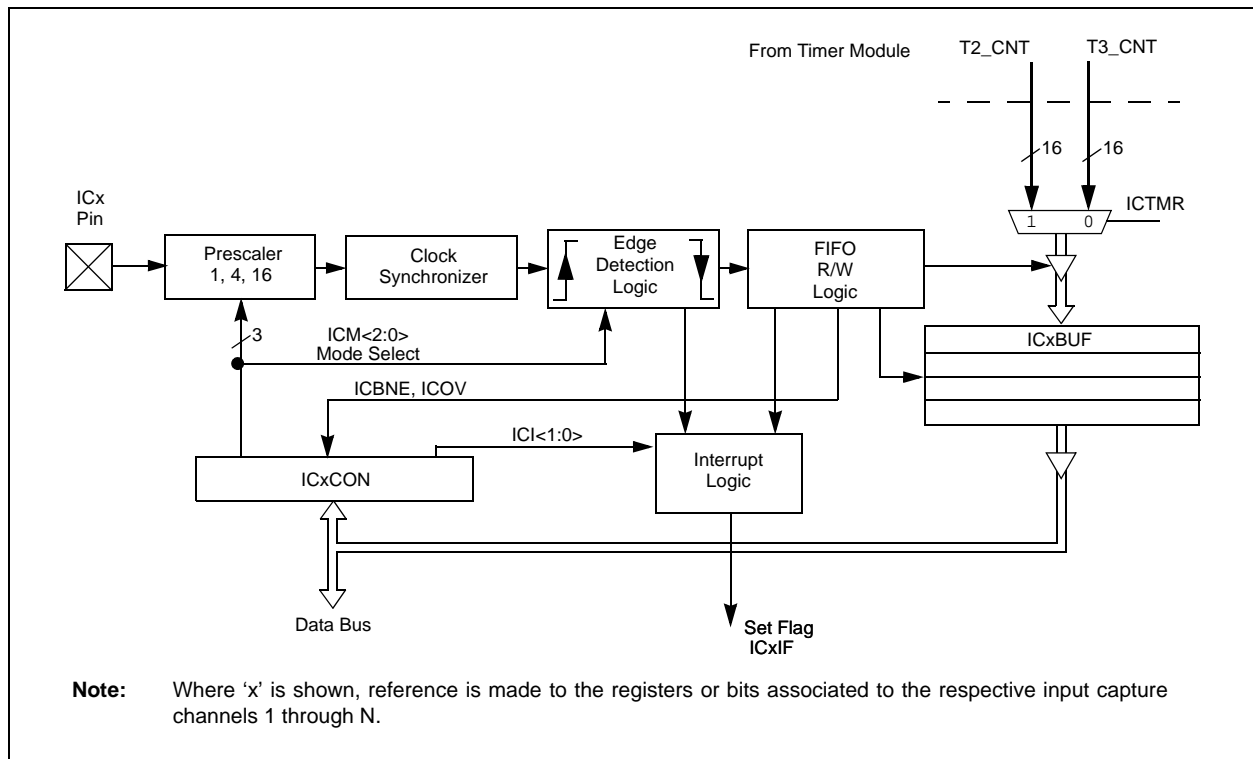 From Timer Module
T2_CNT
T3_CNT
16
16
ICx
Pin
1 0
ICTMR
Prescaler
1, 4, 16
Clock
Synchronizer
Edge
Detection
Logic
FIFO
R/W
Logic
3
ICM<2:0>
Mode Select
ICxBUF
ICBNE, ICOV
ICI<1:0>
ICxCON
Interrupt
Logic
Data Bus
Set Flag
ICxIF
Note: Where ‘x’ is shown, reference is made to the registers or bits associated to the respective input capture
channels 1 through N.